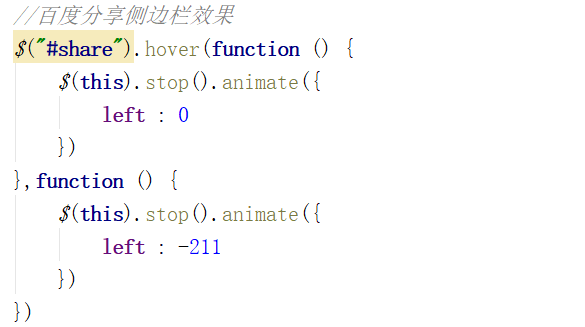 //百度分享侧边栏效果
$("#share").hover(function () {
    $(this).stop().animate({
        left : 0
    })
},function () {
    $(this).stop().animate({
        left : -211
    })
})